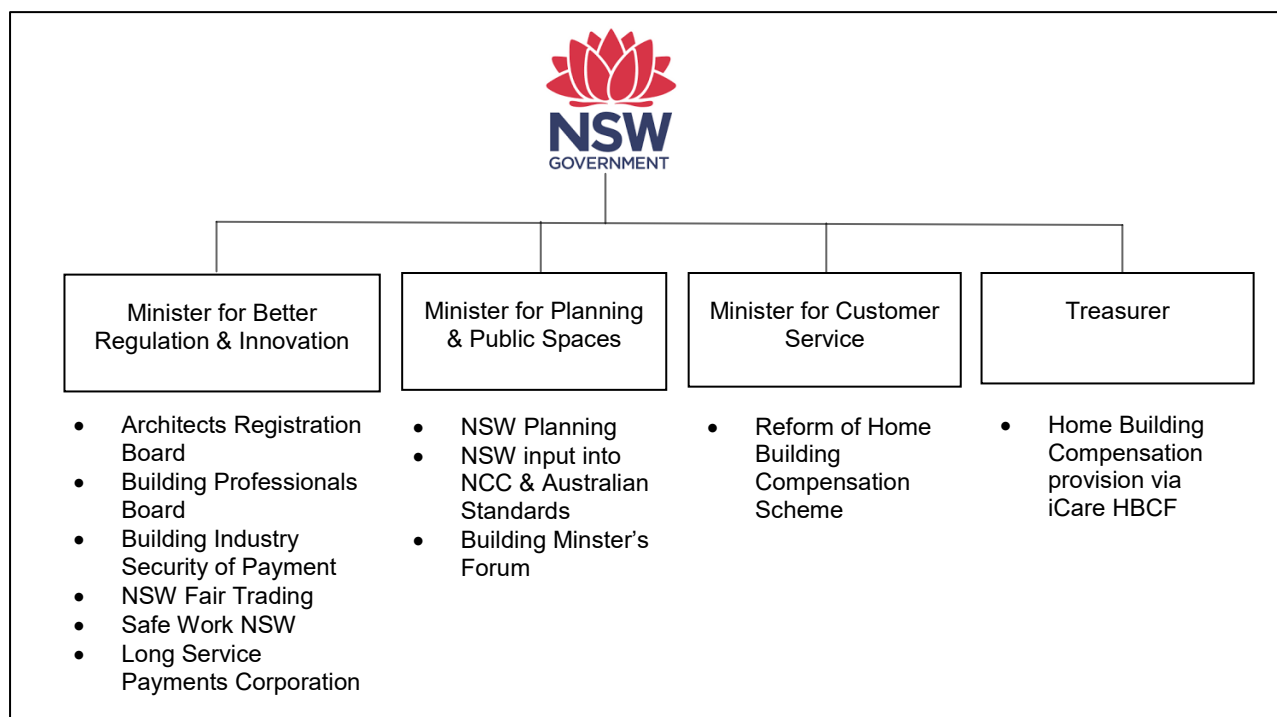 NSW
GOVERNMENT
Minister for Better
Regulation & Innovation
• Architects Registration
Board
• Building Professionals
Board
• Building Industry
Security of Payment
• NSW Fair Trading
• Safe Work NSW
• Long Service
Payments Corporation
Minister for Planning
& Public Spaces
• NSW Planning
• NSW input into
NCC & Australian
Standards
• Building Minster’s
Forum
Minister for Customer
Service
• Reform of Home
Building
Compensation
Scheme
Treasurer
• Home Building
Compensation
provision via
iCare HBCF